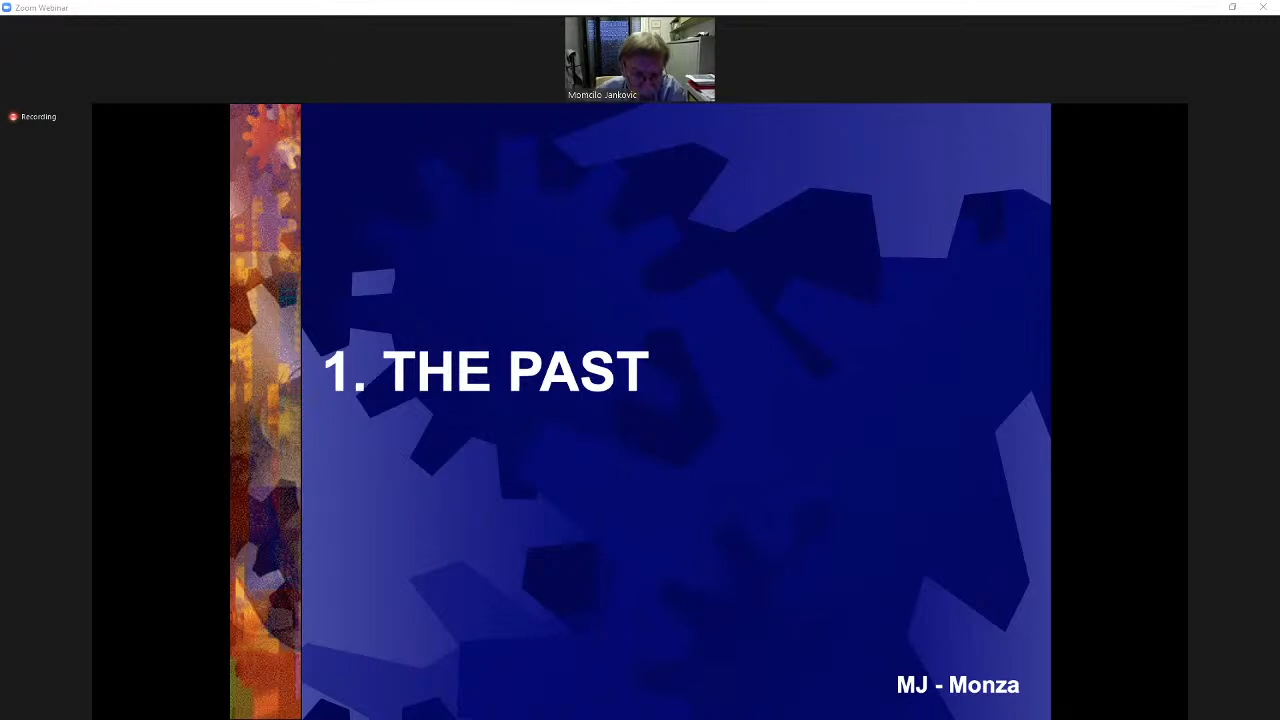 Zoom Webinar
Momcilo Jankovic
Recording
1. THE PAST
MJ - Monza